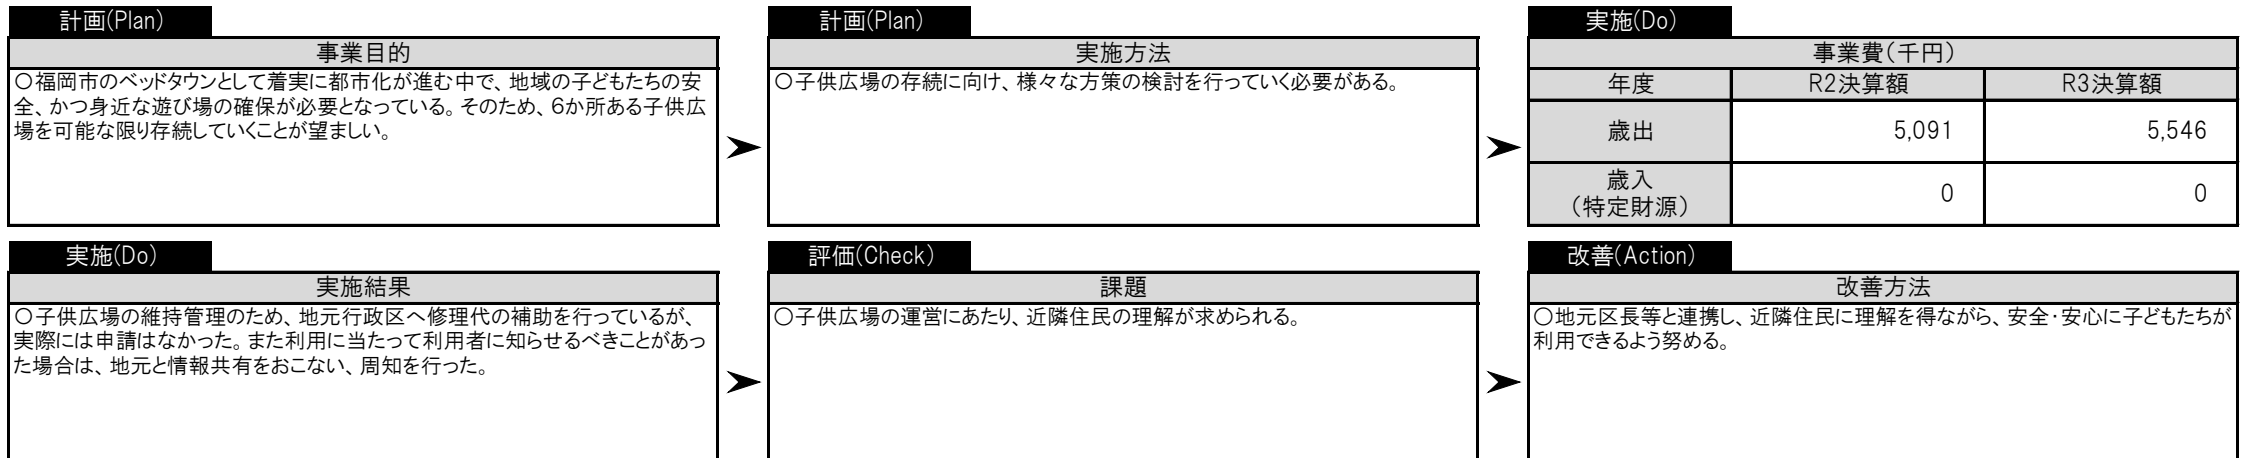 計画(Plan)
事業目的
○福岡市のベッドタウンとして着実に都市化が進む中で、地域の子どもたちの安
全、かつ身近な遊び場の確保が必要となっている。そのため、6か所ある子供広
場を可能な限り存続していくことが望ましい。
計画(Plan)
実施方法
○子供広場の存続に向け、様々な方策の検討を行っていく必要がある。
実施(Do)
事業費(千円)
年度 R2決算額 R3決算額
歳出 5,091 5,546
歳入
(特定財源) 0 0
実施(Do)
実施結果
○子供広場の維持管理のため、地元行政区へ修理代の補助を行っているが、
実際には申請はなかった。また利用に当たって利用者に知らせるべきことがあっ
た場合は、地元と情報共有をおこない、周知を行った。
評価(Check)
課題
○子供広場の運営にあたり、近隣住民の理解が求められる。
改善(Action)
改善方法
○地元区長等と連携し、近隣住民に理解を得ながら、安全・安心に子どもたちが
利用できるよう努める。